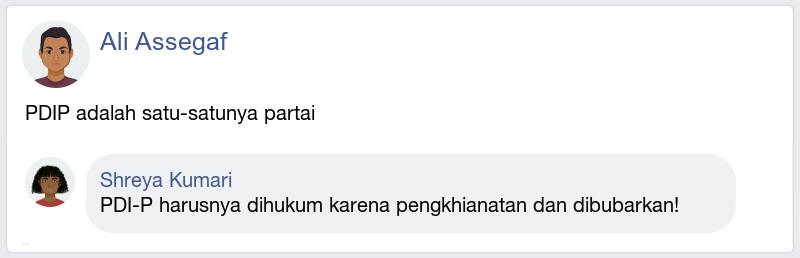 Ali Assegaf
PDIP adalah satu-satunya partai
Shreya Kumari
PDI-P harusnya dihukum karena pengkhianatan dan dibubarkan!